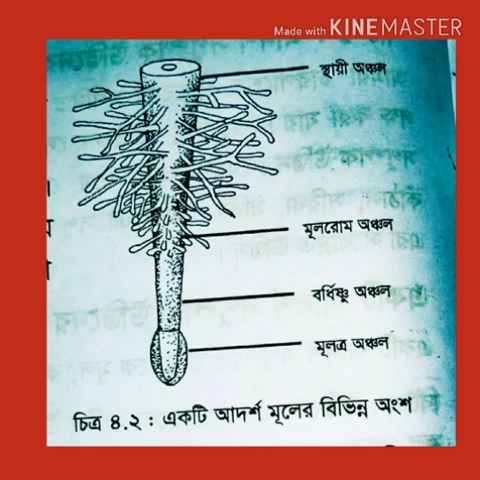 Made with KINEMASTER
স্থায়ী অঞ্চল
মূলরোম অঞ্চল
বর্ধিষ্ণু অঞ্চল
মূলত্র অঞ্চল
চিত্র ৪.২ : একটি আদর্শ মূলের বিভিন্ন অংশ